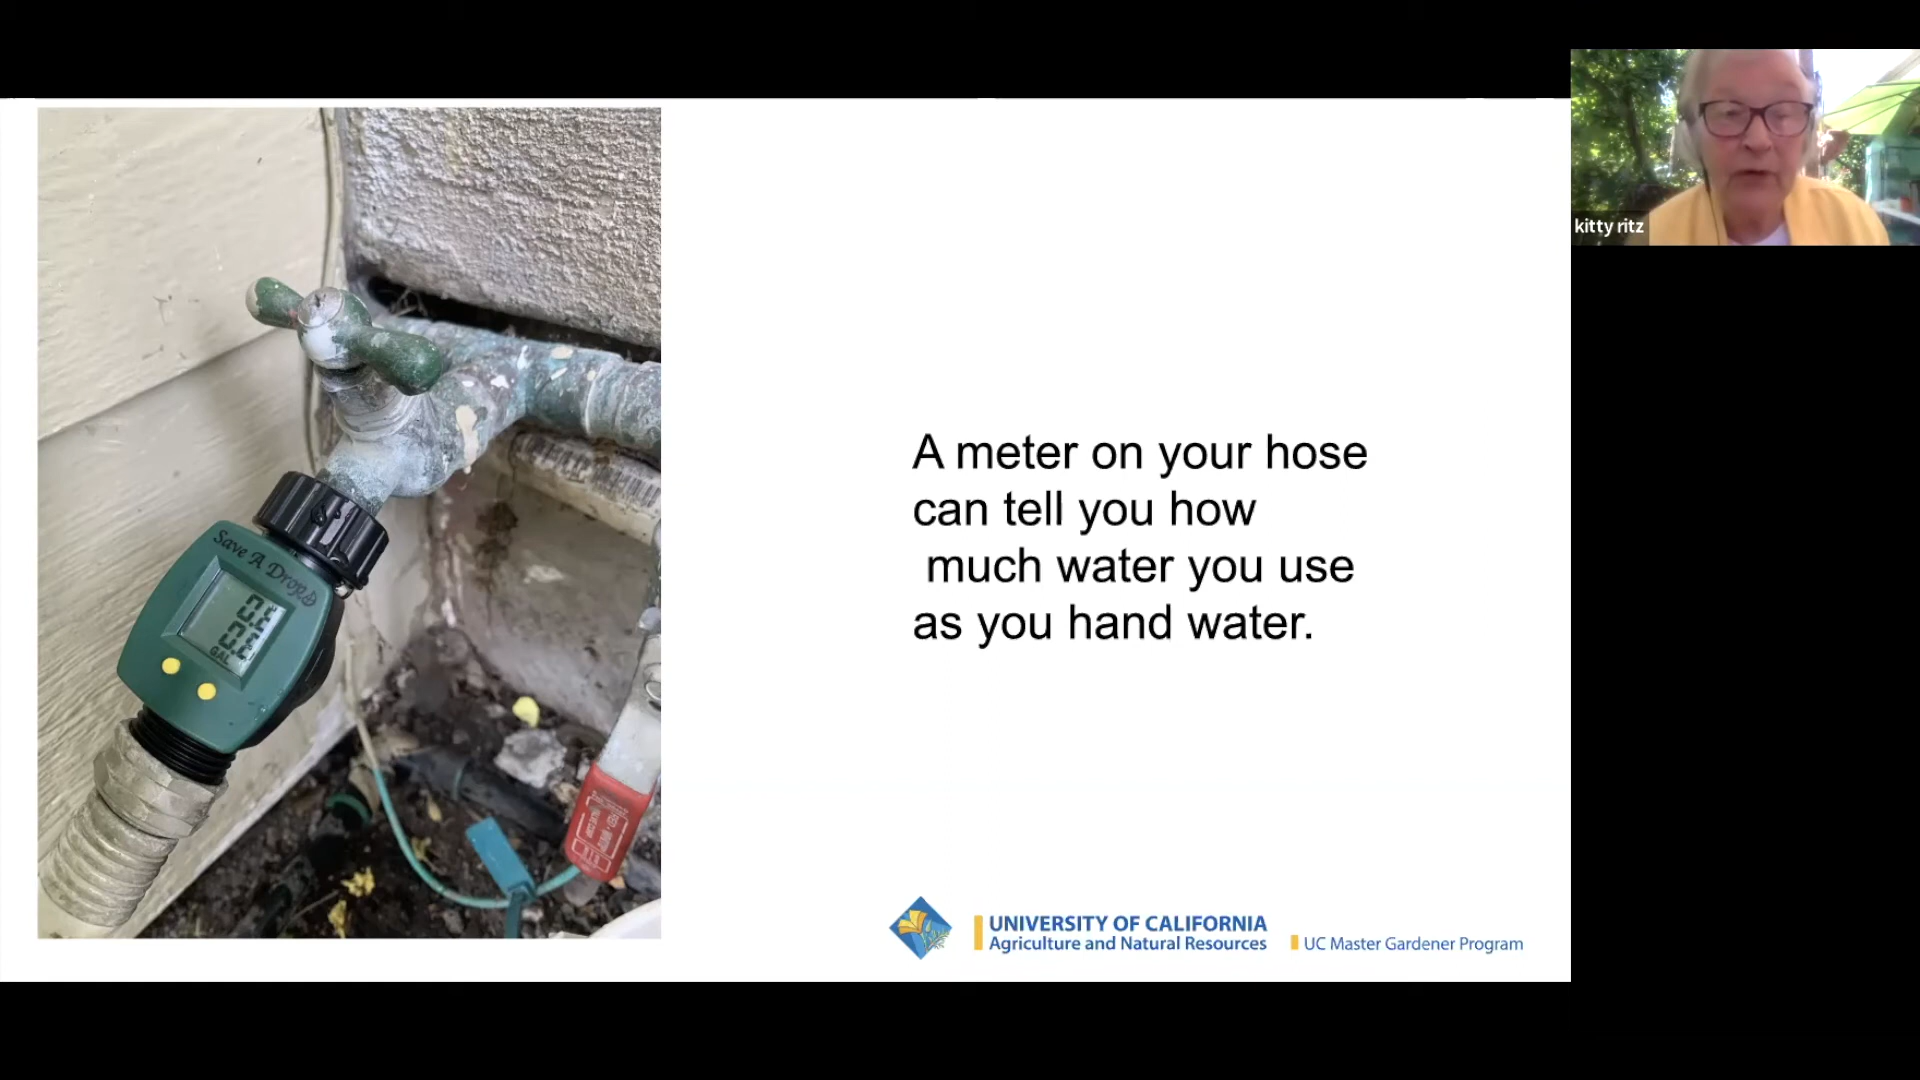 kitty ritz
Save A Drop
GAL
A meter on your hose
can tell you how
much water you use
as you hand water.
UNIVERSITY OF CALIFORNIA
Agriculture and Natural Resources
UC Master Gardener Program